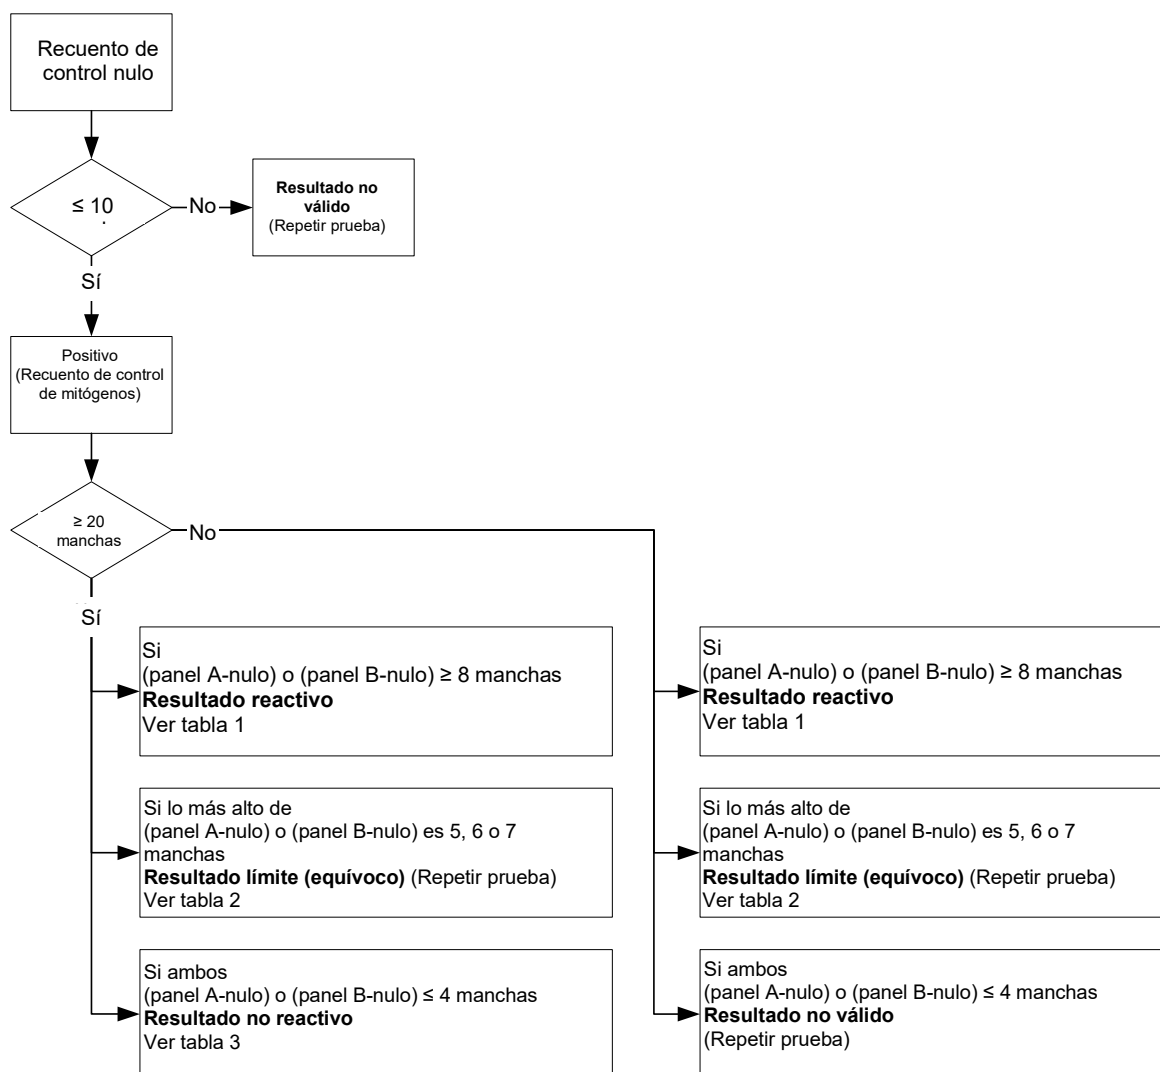 Recuento de
control nulo
≤ 10
No
Resultado no
válido
(Repetir prueba)
Sí
Positivo
(Recuento de control
de mitógenos)
≥ 20
manchas
No
Sí
Si
(panel A-nulo) o (panel B-nulo) ≥ 8 manchas
Resultado reactivo
Ver tabla 1
Si
(panel A-nulo) o (panel B-nulo) ≥ 8 manchas
Resultado reactivo
Ver tabla 1
Si lo más alto de
(panel A-nulo) o (panel B-nulo) es 5, 6 o 7
manchas
Resultado límite (equívoco) (Repetir prueba)
Ver tabla 2
Si lo más alto de
(panel A-nulo) o (panel B-nulo) es 5, 6 o 7
manchas
Resultado límite (equívoco) (Repetir prueba)
Ver tabla 2
Si ambos
(panel A-nulo) o (panel B-nulo) ≤ 4 manchas
Resultado no reactivo
Ver tabla 3
Si ambos
(panel A-nulo) o (panel B-nulo) ≤ 4 manchas
Resultado no válido
(Repetir prueba)